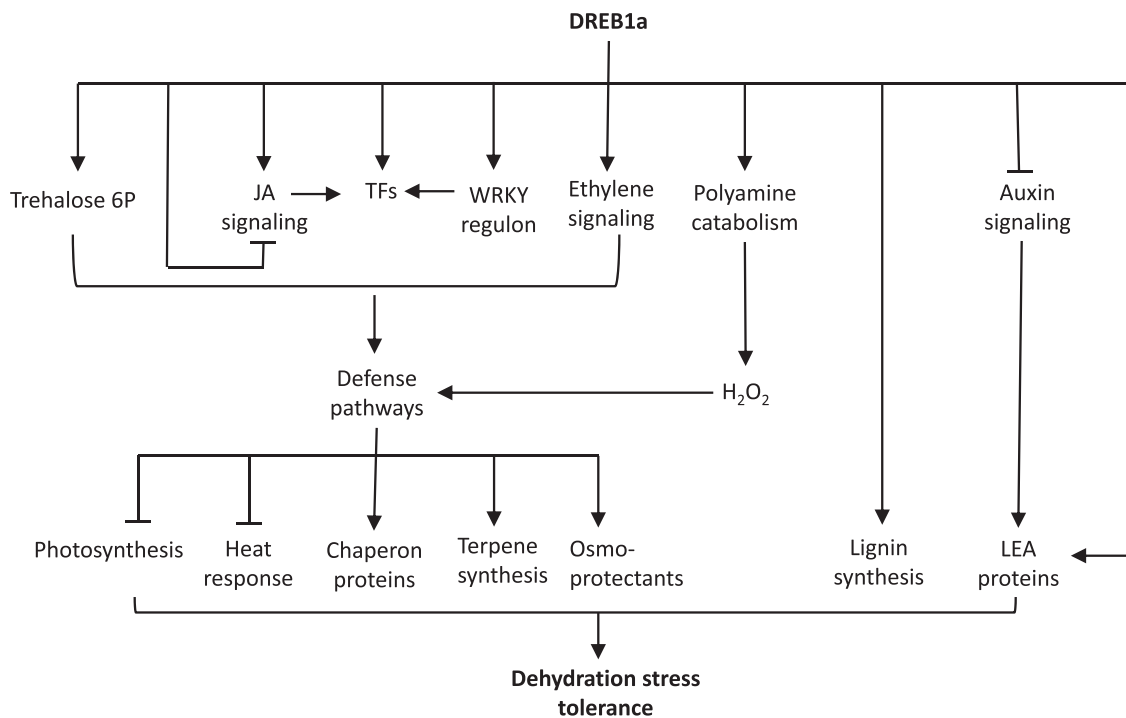 DREB1a
Trehalose 6P
JA
signaling
TFs
WRKY
regulon
Ethylene
signaling
Polyamine
catabolism
Auxin
signaling
Defense
pathways
H₂O₂
Photosynthesis
Heat
response
Chaperon
proteins
Terpene
synthesis
Osmo-
protectants
Lignin
synthesis
LEA
proteins
Dehydration stress
tolerance